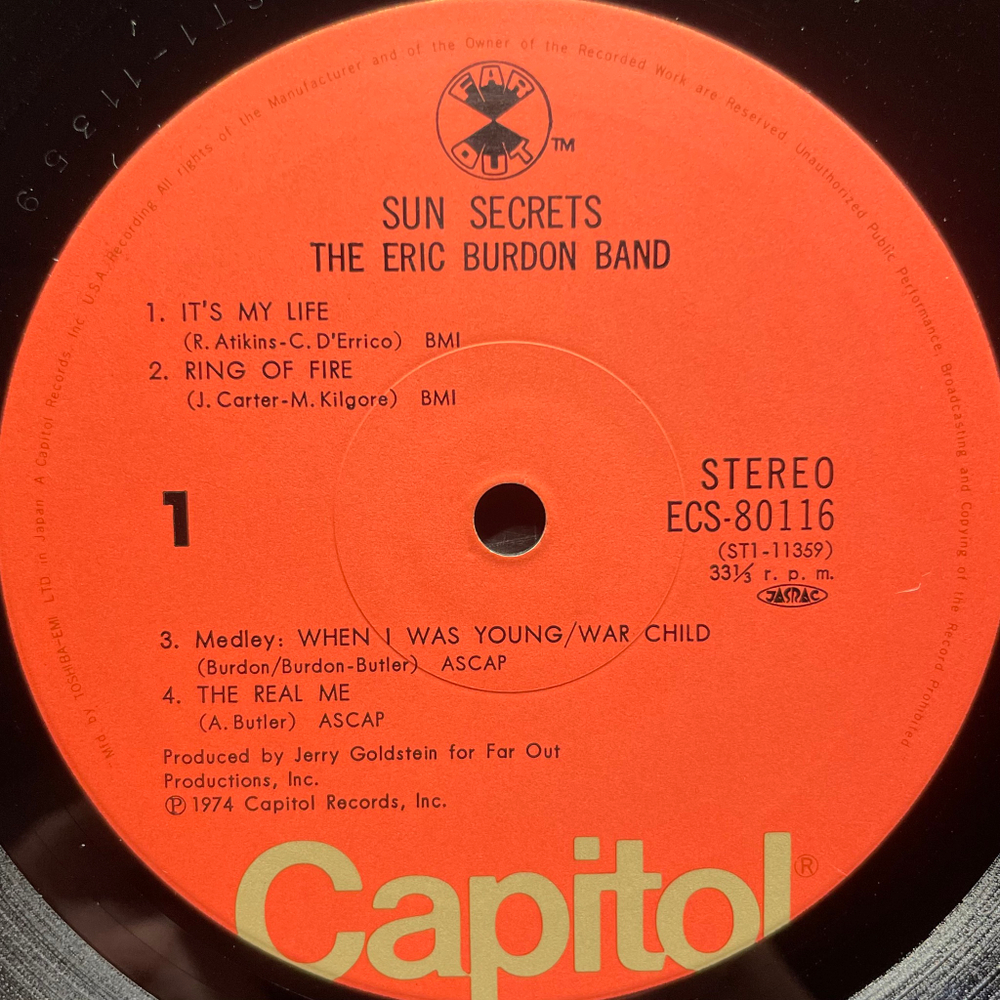 ST1-11359
Mfd by TOSHIBA-EMI LTD in Japan A Capitol Records, Inc U.S.A. Recording All rights of the Manufacturer and of the Owner of the Recorded Work are Reserved. Unauthorized Public Performance, Broadcasting and Copying of the Record Prohibited
FAR
OUT TM
SUN SECRETS
THE ERIC BURDON BAND
1. IT'S MY LIFE
(R. Atikins-C. D'Errico) BMI
2. RING OF FIRE
(J. Carter-M. Kilgore) BMI
1
STEREO
ECS-80116
(ST1-11359)
33⅓ r. p. m.
JASRAC
3. Medley: WHEN I WAS YOUNG/WAR CHILD
(Burdon/Burdon-Butler) ASCAP
4. THE REAL ME
(A. Butler) ASCAP
Produced by Jerry Goldstein for Far Out
Productions, Inc.
Ⓟ 1974 Capitol Records, Inc.
Capitol®